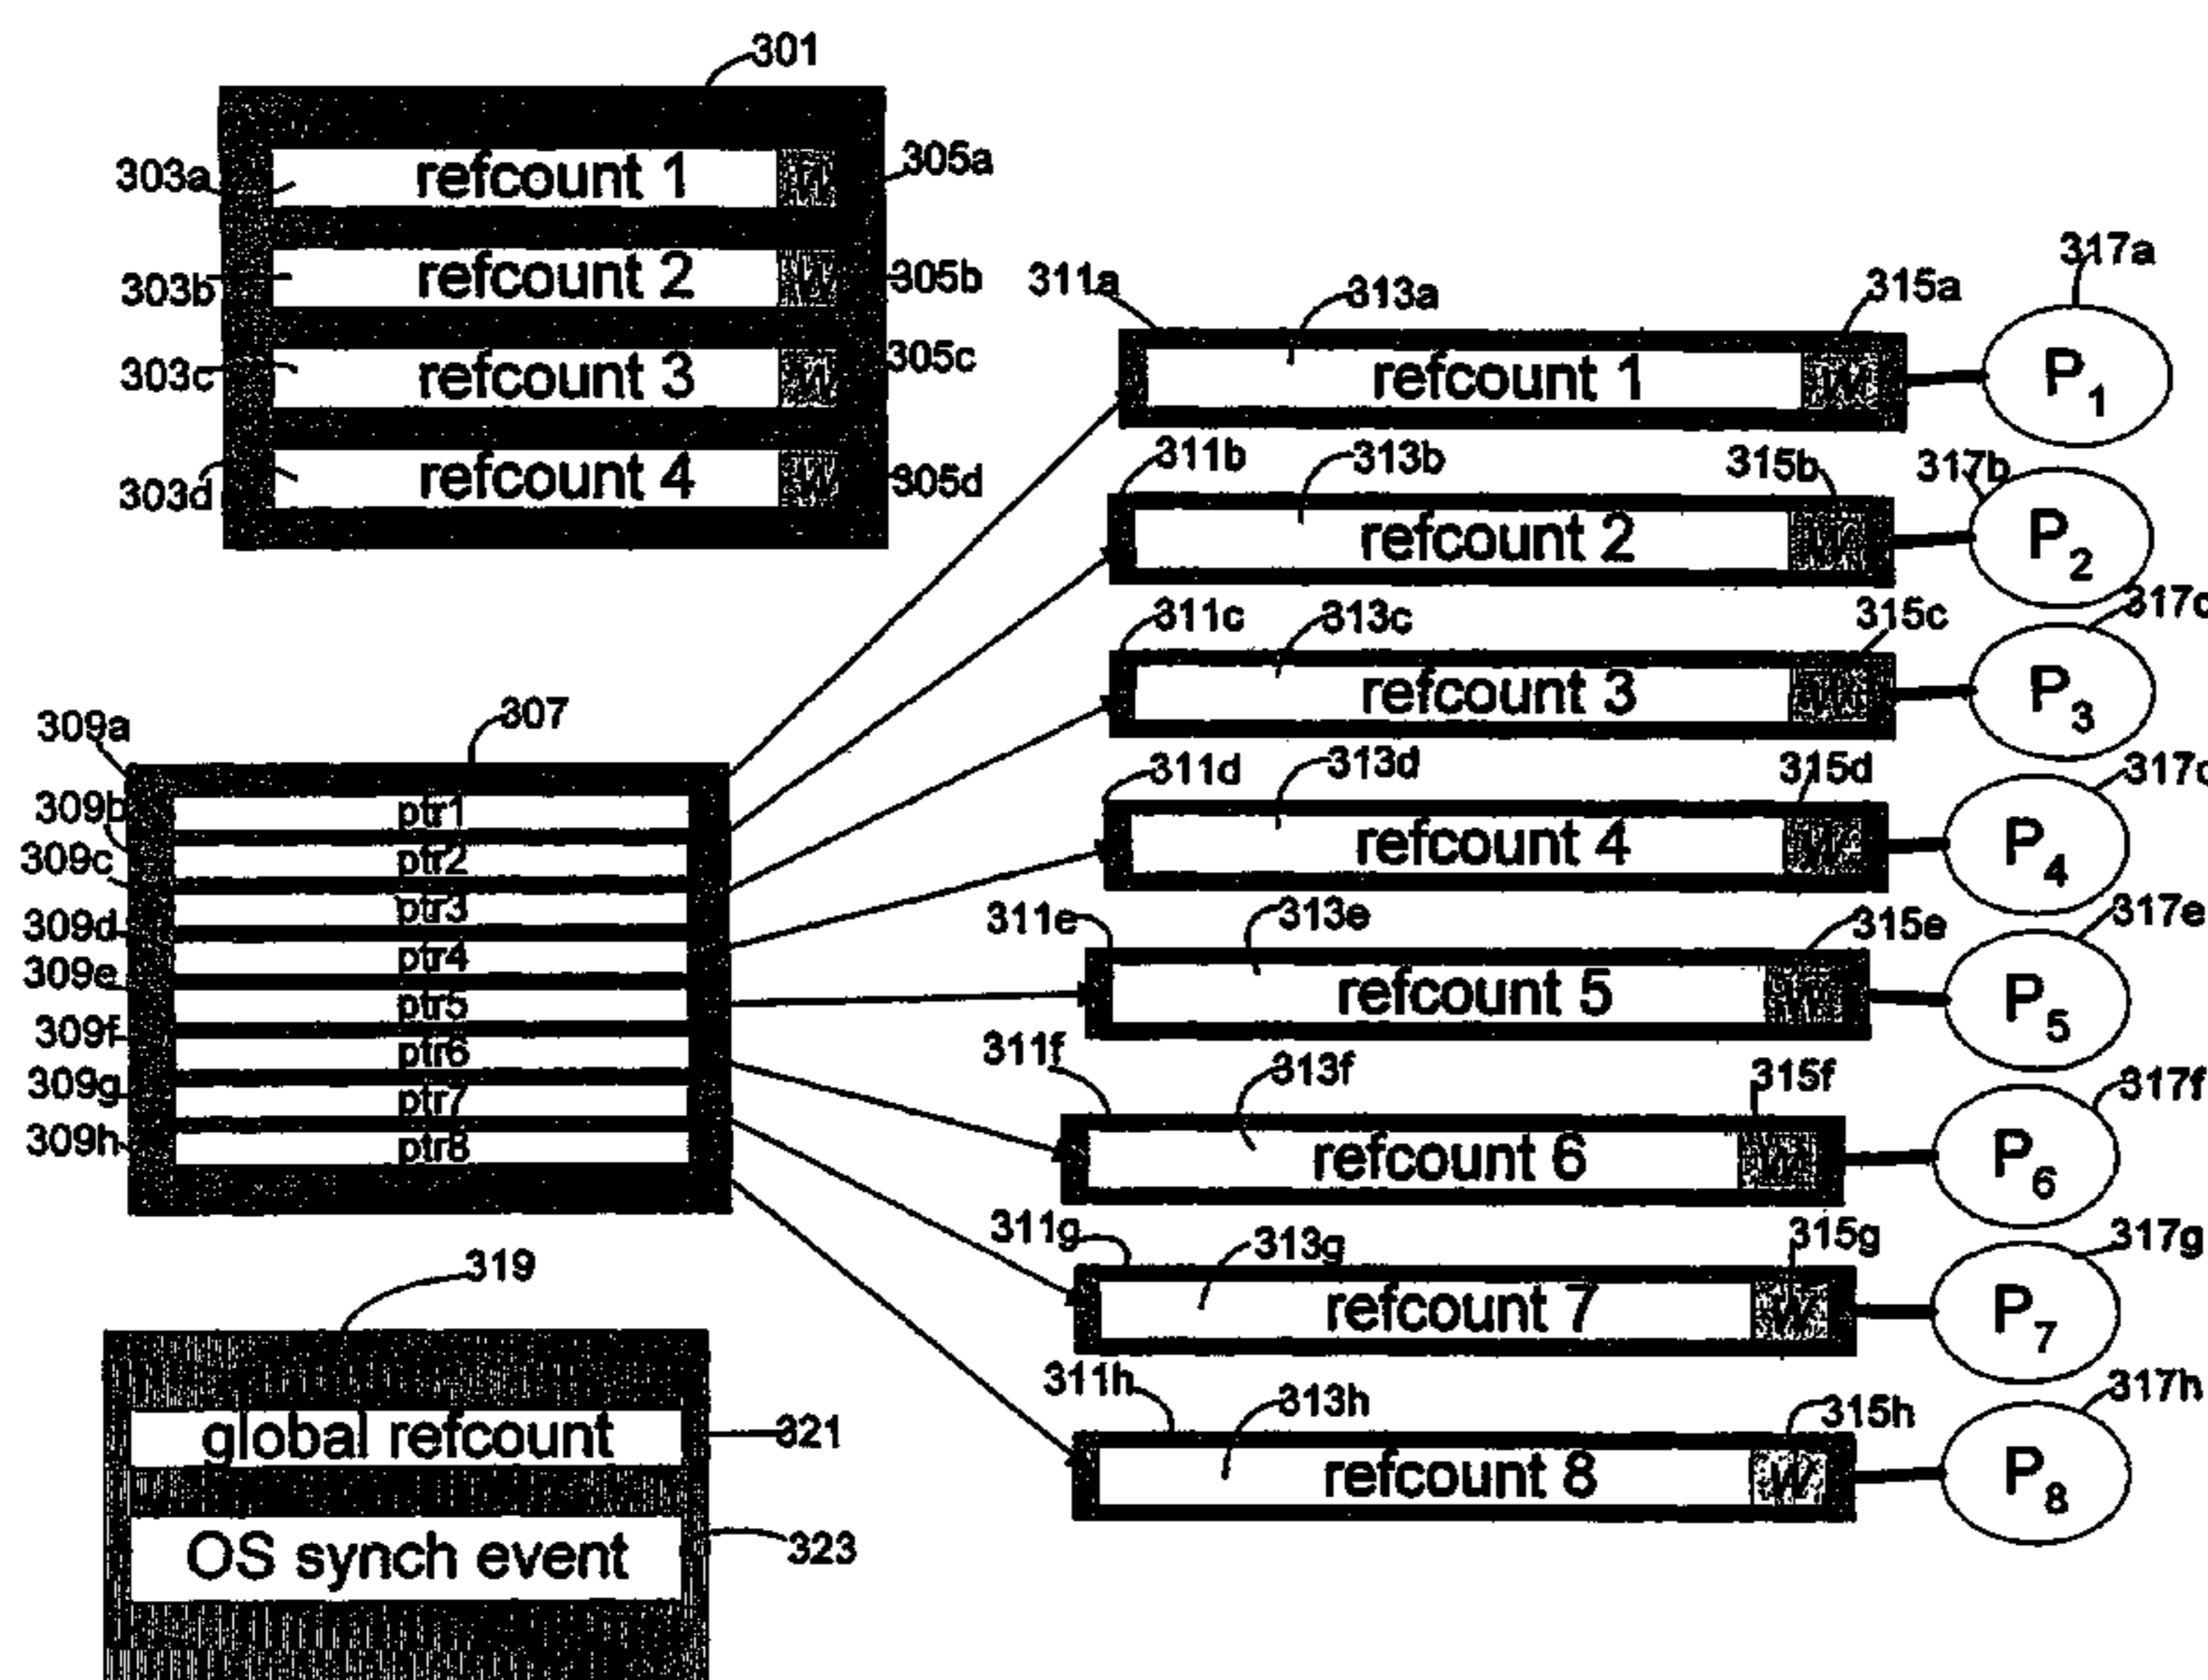 301
303a refcount 1 W 305a
303b refcount 2 W 305b
303c refcount 3 W 305c
303d refcount 4 W 305d
307
309a ptr1
309b ptr2
309c ptr3
309d ptr4
309e ptr5
309f ptr6
309g ptr7
309h ptr8
319
global refcount 321
OS synch event 323
311a 313a 315a 317a
refcount 1 W P1
311b 313b 315b 317b
refcount 2 W P2
311c 313c 315c 317c
refcount 3 W P3
311d 313d 315d
refcount 4 W P4
311e 313e 315e 317e
refcount 5 W P5
311f 313f 315f 317f
refcount 6 W P6
311g 313g 315g 317g
refcount 7 W P7
311h 313h 315h 317h
refcount 8 W P8